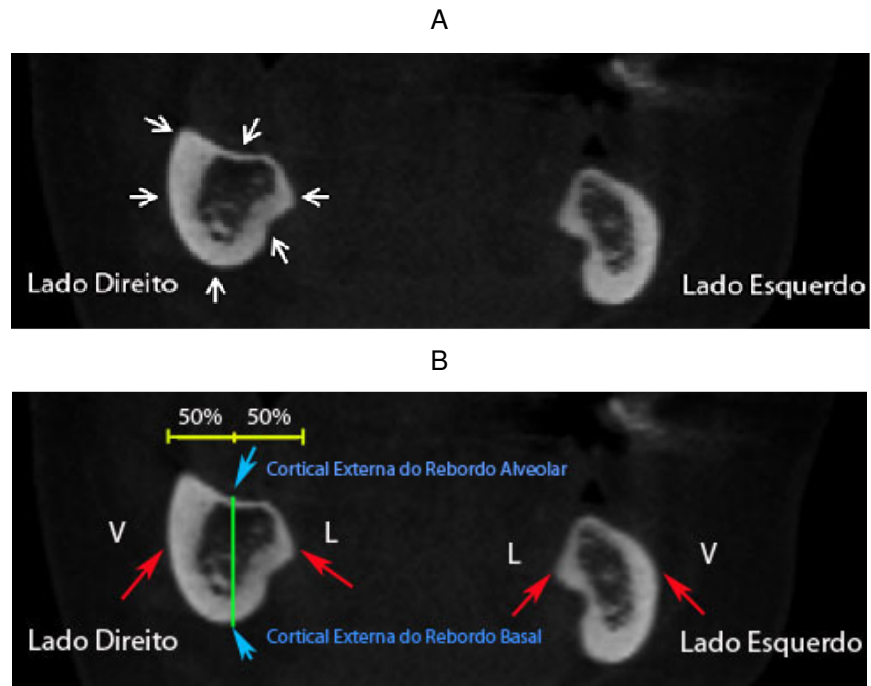 A
Lado Direito
Lado Esquerdo
B
50% 50%
Cortical Externa do Rebordo Alveolar
V
L
L
V
Lado Direito
Cortical Externa do Rebordo Basal
Lado Esquerdo